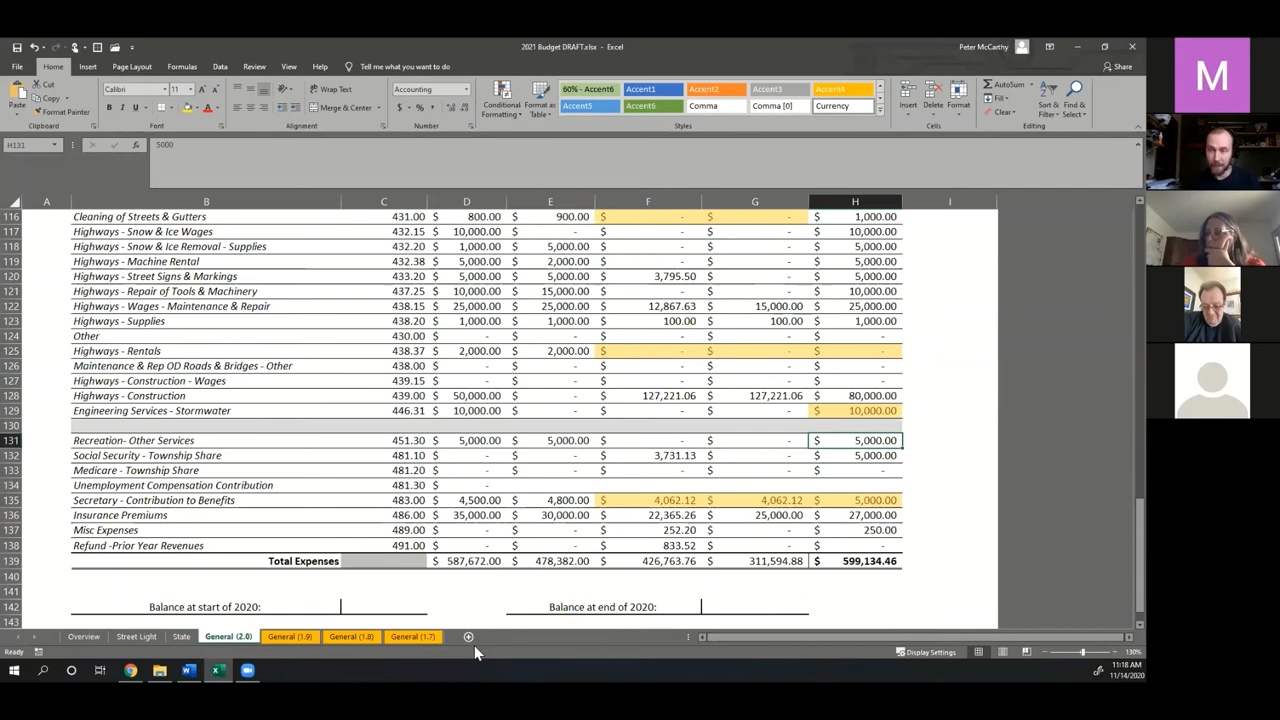 2021 Budget DRAFT.xlsx - Excel
Peter McCarthy
File Home Insert Page Layout Formulas Data Review View Help Tell me what you want to do Share
Paste
Cut
Copy
Format Painter
Clipboard
Calibri 11
B I U
Font
Wrap Text
Merge & Center
Alignment
Accounting
$ % ,
Number
Conditional Formatting
Format as Table
60% - Accent6 Accent1 Accent2 Accent3 Accent4
Accent5 Accent6 Comma Comma [0] Currency
Styles
Insert Delete Format
Cells
AutoSum
Fill
Clear
Sort & Filter
Find & Select
Editing
H131 fx 5000
A B C D E F G H I
116 Cleaning of Streets & Gutters 431.00 $ 800.00 $ 900.00 $ - $ - $ 1,000.00
117 Highways - Snow & Ice Wages 432.15 $ 10,000.00 $ - $ - $ - $ 10,000.00
118 Highways - Snow & Ice Removal - Supplies 432.20 $ 1,000.00 $ 5,000.00 $ - $ - $ 5,000.00
119 Highways - Machine Rental 432.38 $ 5,000.00 $ 2,000.00 $ - $ - $ 5,000.00
120 Highways - Street Signs & Markings 433.20 $ 5,000.00 $ 5,000.00 $ 3,795.50 $ - $ 5,000.00
121 Highways - Repair of Tools & Machinery 437.25 $ 10,000.00 $ 15,000.00 $ - $ - $ 10,000.00
122 Highways - Wages - Maintenance & Repair 438.15 $ 25,000.00 $ 25,000.00 $ 12,867.63 $ 15,000.00 $ 25,000.00
123 Highways - Supplies 438.20 $ 1,000.00 $ 1,000.00 $ 100.00 $ 100.00 $ 1,000.00
124 Other 430.00 $ - $ - $ - $ - $ -
125 Highways - Rentals 438.37 $ 2,000.00 $ 2,000.00 $ - $ - $ -
126 Maintenance & Rep OD Roads & Bridges - Other 438.00 $ - $ - $ - $ - $ -
127 Highways - Construction - Wages 439.15 $ - $ - $ - $ - $ -
128 Highways - Construction 439.00 $ 50,000.00 $ - $ 127,221.06 $ 127,221.06 $ 80,000.00
129 Engineering Services - Stormwater 446.31 $ 10,000.00 $ - $ - $ - $ 10,000.00
130
131 Recreation- Other Services 451.30 $ 5,000.00 $ 5,000.00 $ - $ - $ 5,000.00
132 Social Security - Township Share 481.10 $ - $ - $ 3,731.13 $ - $ 5,000.00
133 Medicare - Township Share 481.20 $ - $ - $ - $ - $ -
134 Unemployment Compensation Contribution 481.30 $ -
135 Secretary - Contribution to Benefits 483.00 $ 4,500.00 $ 4,800.00 $ 4,062.12 $ 4,062.12 $ 5,000.00
136 Insurance Premiums 486.00 $ 35,000.00 $ 30,000.00 $ 22,365.26 $ 25,000.00 $ 27,000.00
137 Misc Expenses 489.00 $ - $ - $ 252.20 $ - $ 250.00
138 Refund -Prior Year Revenues 491.00 $ - $ - $ 833.52 $ - $ -
139 Total Expenses $ 587,672.00 $ 478,382.00 $ 426,763.76 $ 311,594.88 $ 599,134.46
140
141
142 Balance at start of 2020: Balance at end of 2020:
143
Overview Street Light State General (2.0) General (1.9) General (1.8) General (1.7)
Ready Display Settings 130%
11:18 AM
11/14/2020
M